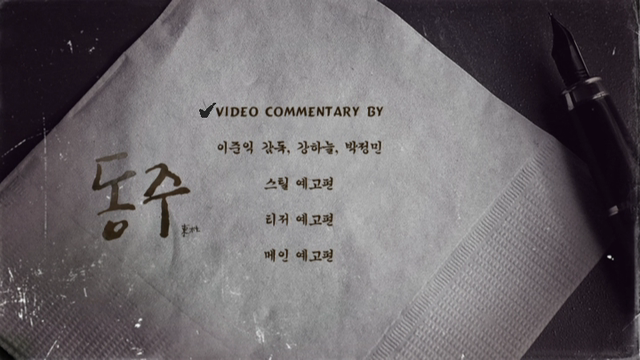 VIDEO COMMENTARY BY
이준익 감독, 강하늘, 박정민
스틸 예고편
티저 예고편
메인 예고편
동주